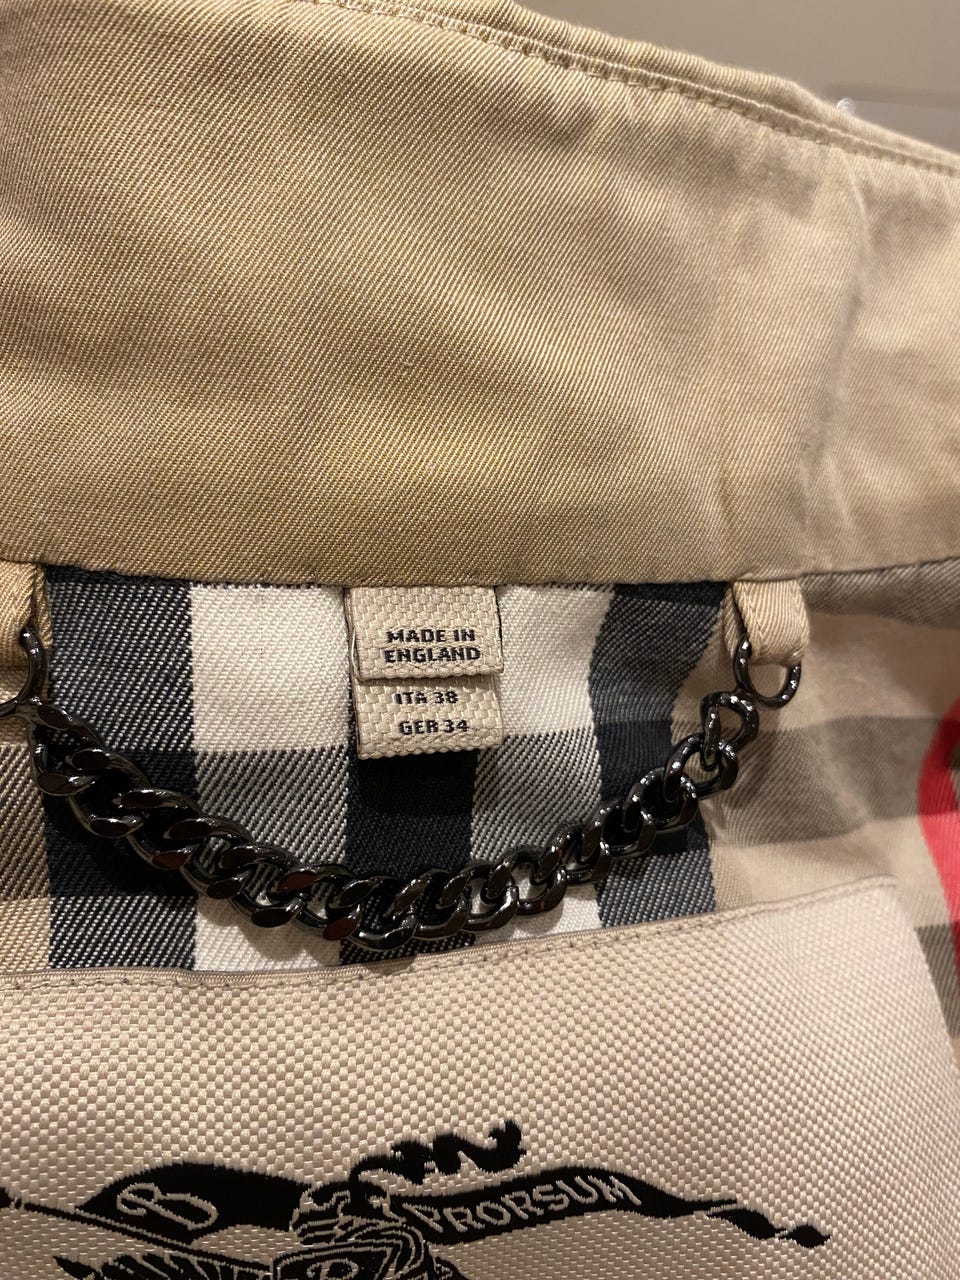 MADE IN
ENGLAND
ITA 38
GER 34
B
PRORSUM
B